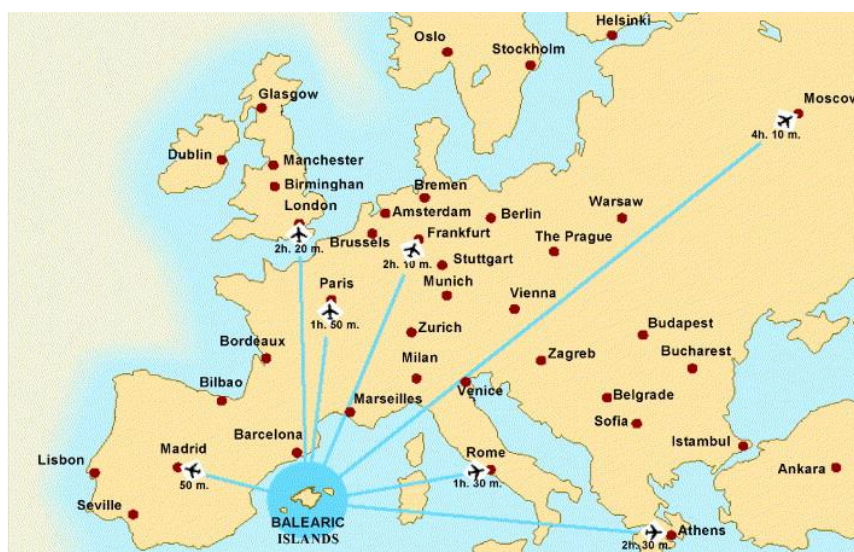 Helsinki
Oslo
Stockholm
Glasgow
Moscow
4h. 10 m.
Dublin
Manchester
Birminghan
Bremen
London
Amsterdam
Berlin
Warsaw
2h. 20 m.
Brussels
Frankfurt
The Prague
2h. 10 m.
Stuttgart
Paris
Munich
Vienna
1h. 50 m.
Zurich
Budapest
Bordeaux
Milan
Zagreb
Bucharest
Bilbao
Marseilles
Venice
Belgrade
Sofia
Barcelona
Istambul
Madrid
Rome
Lisbon
50 m.
1h. 30 m.
Ankara
Seville
BALEARIC
ISLANDS
Athens
2h. 30 m.